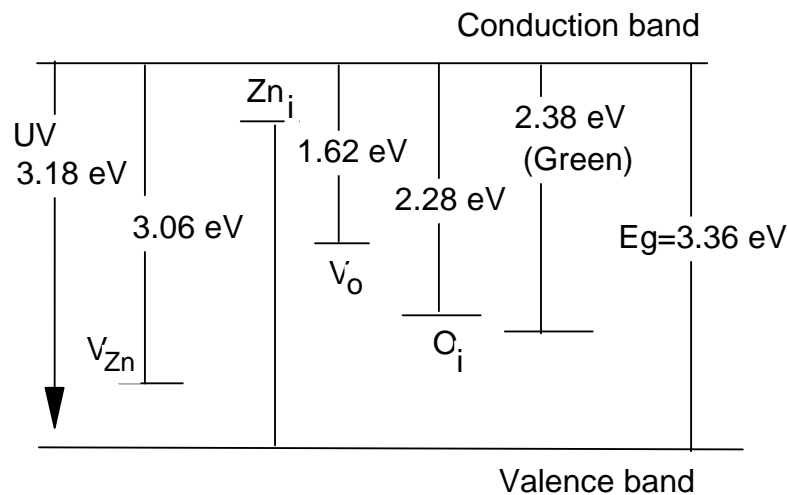 Conduction band
Zni
UV
3.18 eV
3.06 eV
1.62 eV
2.28 eV
2.38 eV
(Green)
Eg=3.36 eV
Vo
Oi
VZn
Valence band